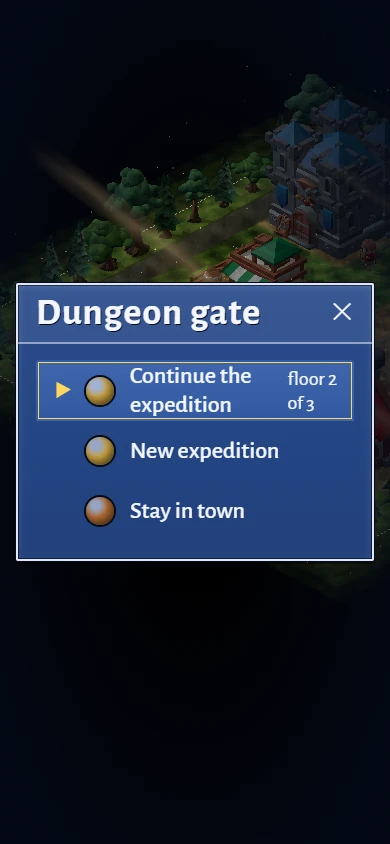 Dungeon gate
Continue the
expedition
floor 2
of 3
New expedition
Stay in town